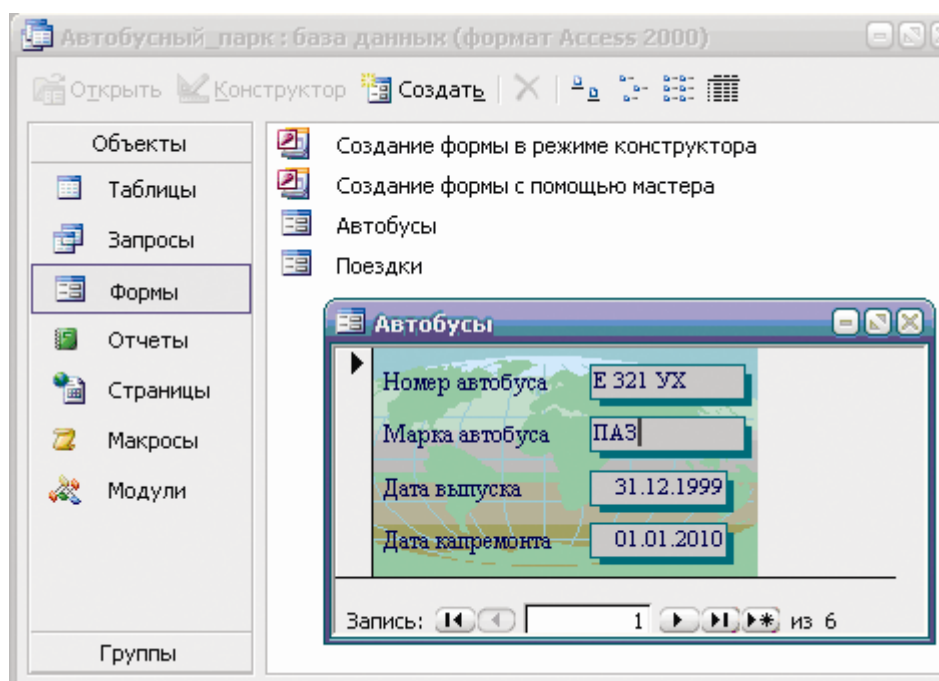 Автобусный_парк : база данных (формат Access 2000)
Открыть Конструктор Создать
Объекты
Таблицы
Запросы
Формы
Отчеты
Страницы
Макросы
Модули
Группы
Создание формы в режиме конструктора
Создание формы с помощью мастера
Автобусы
Поездки
Автобусы
Номер автобуса Е 321 УХ
Марка автобуса ПАЗ
Дата выпуска 31.12.1999
Дата капремонта 01.01.2010
Запись: 1 из 6